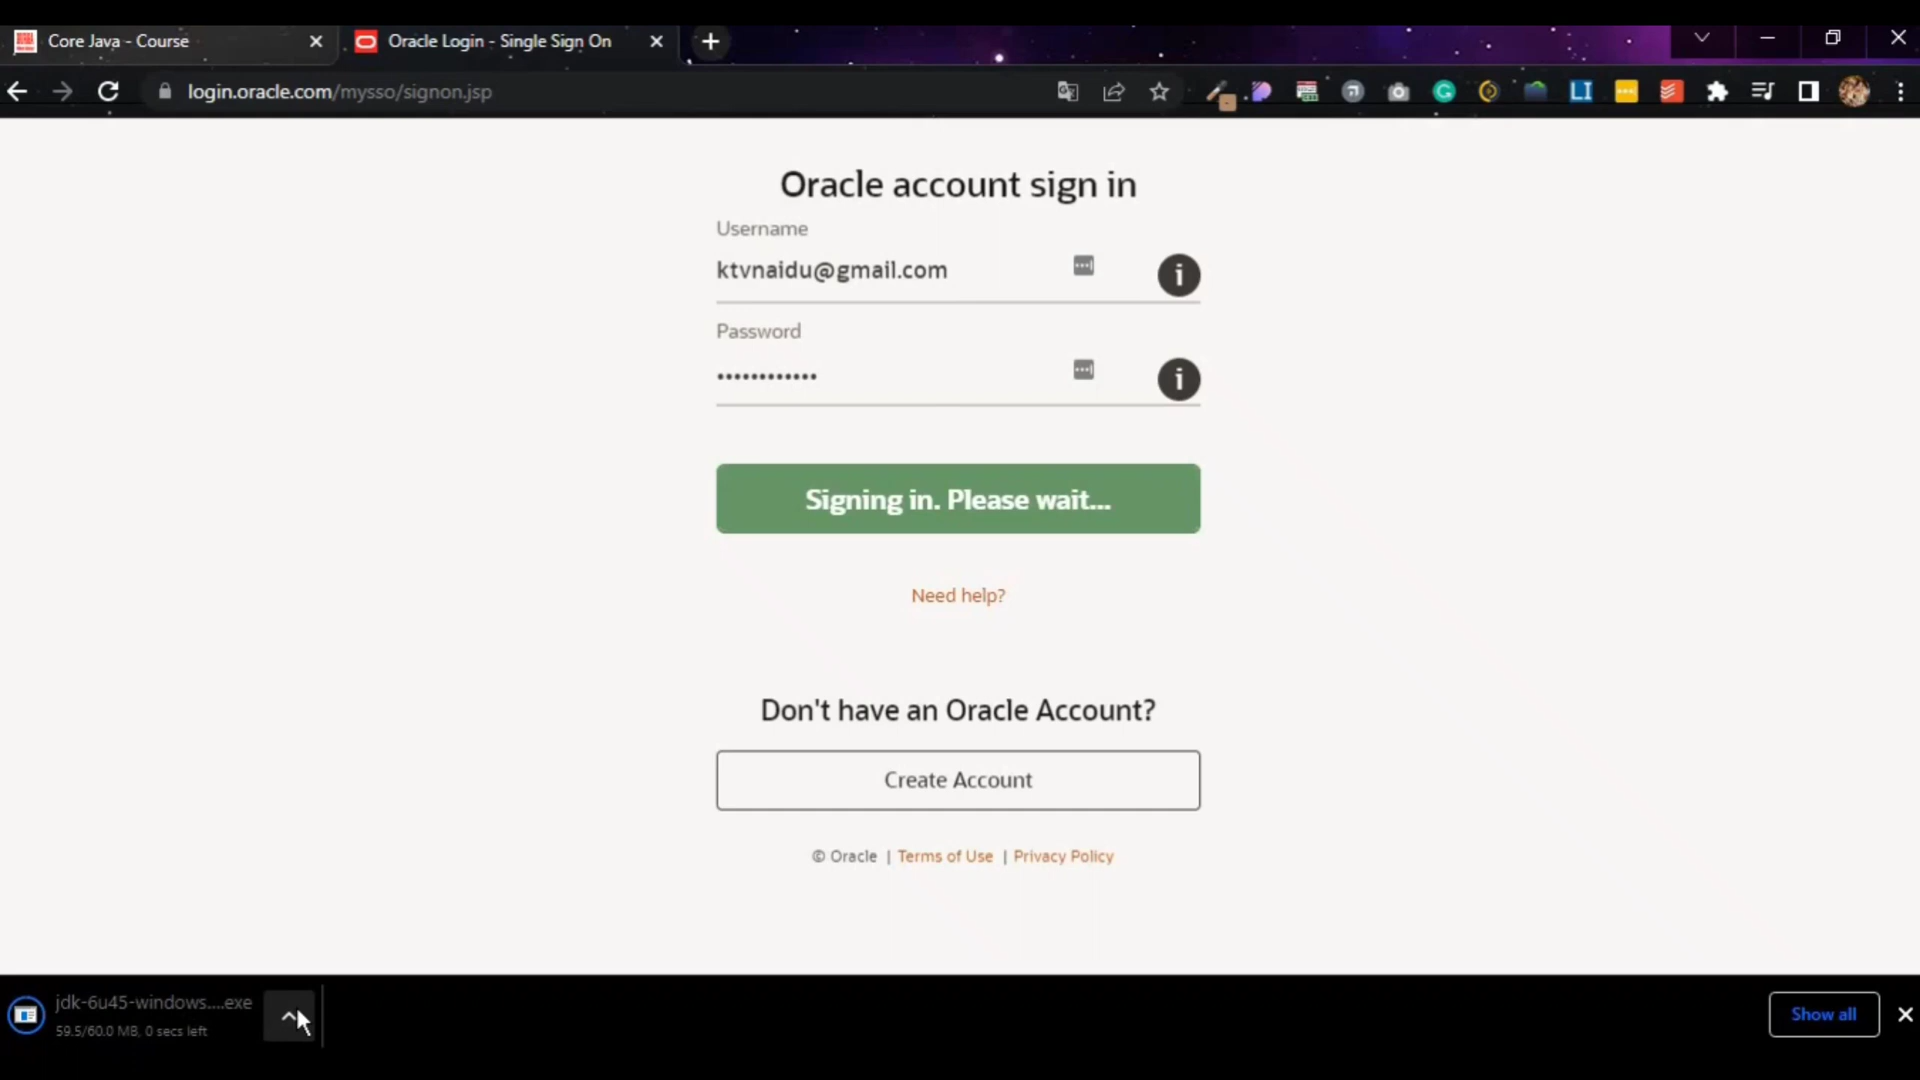 Core Java - Course
Oracle Login - Single Sign On
login.oracle.com/mysso/signon.jsp
Oracle account sign in
Username
ktvnaidu@gmail.com
Password
••••••••••••
Signing in. Please wait...
Need help?
Don't have an Oracle Account?
Create Account
© Oracle | Terms of Use | Privacy Policy
jdk-6u45-windows....exe
59.5/60.0 MB, 0 secs left
Show all